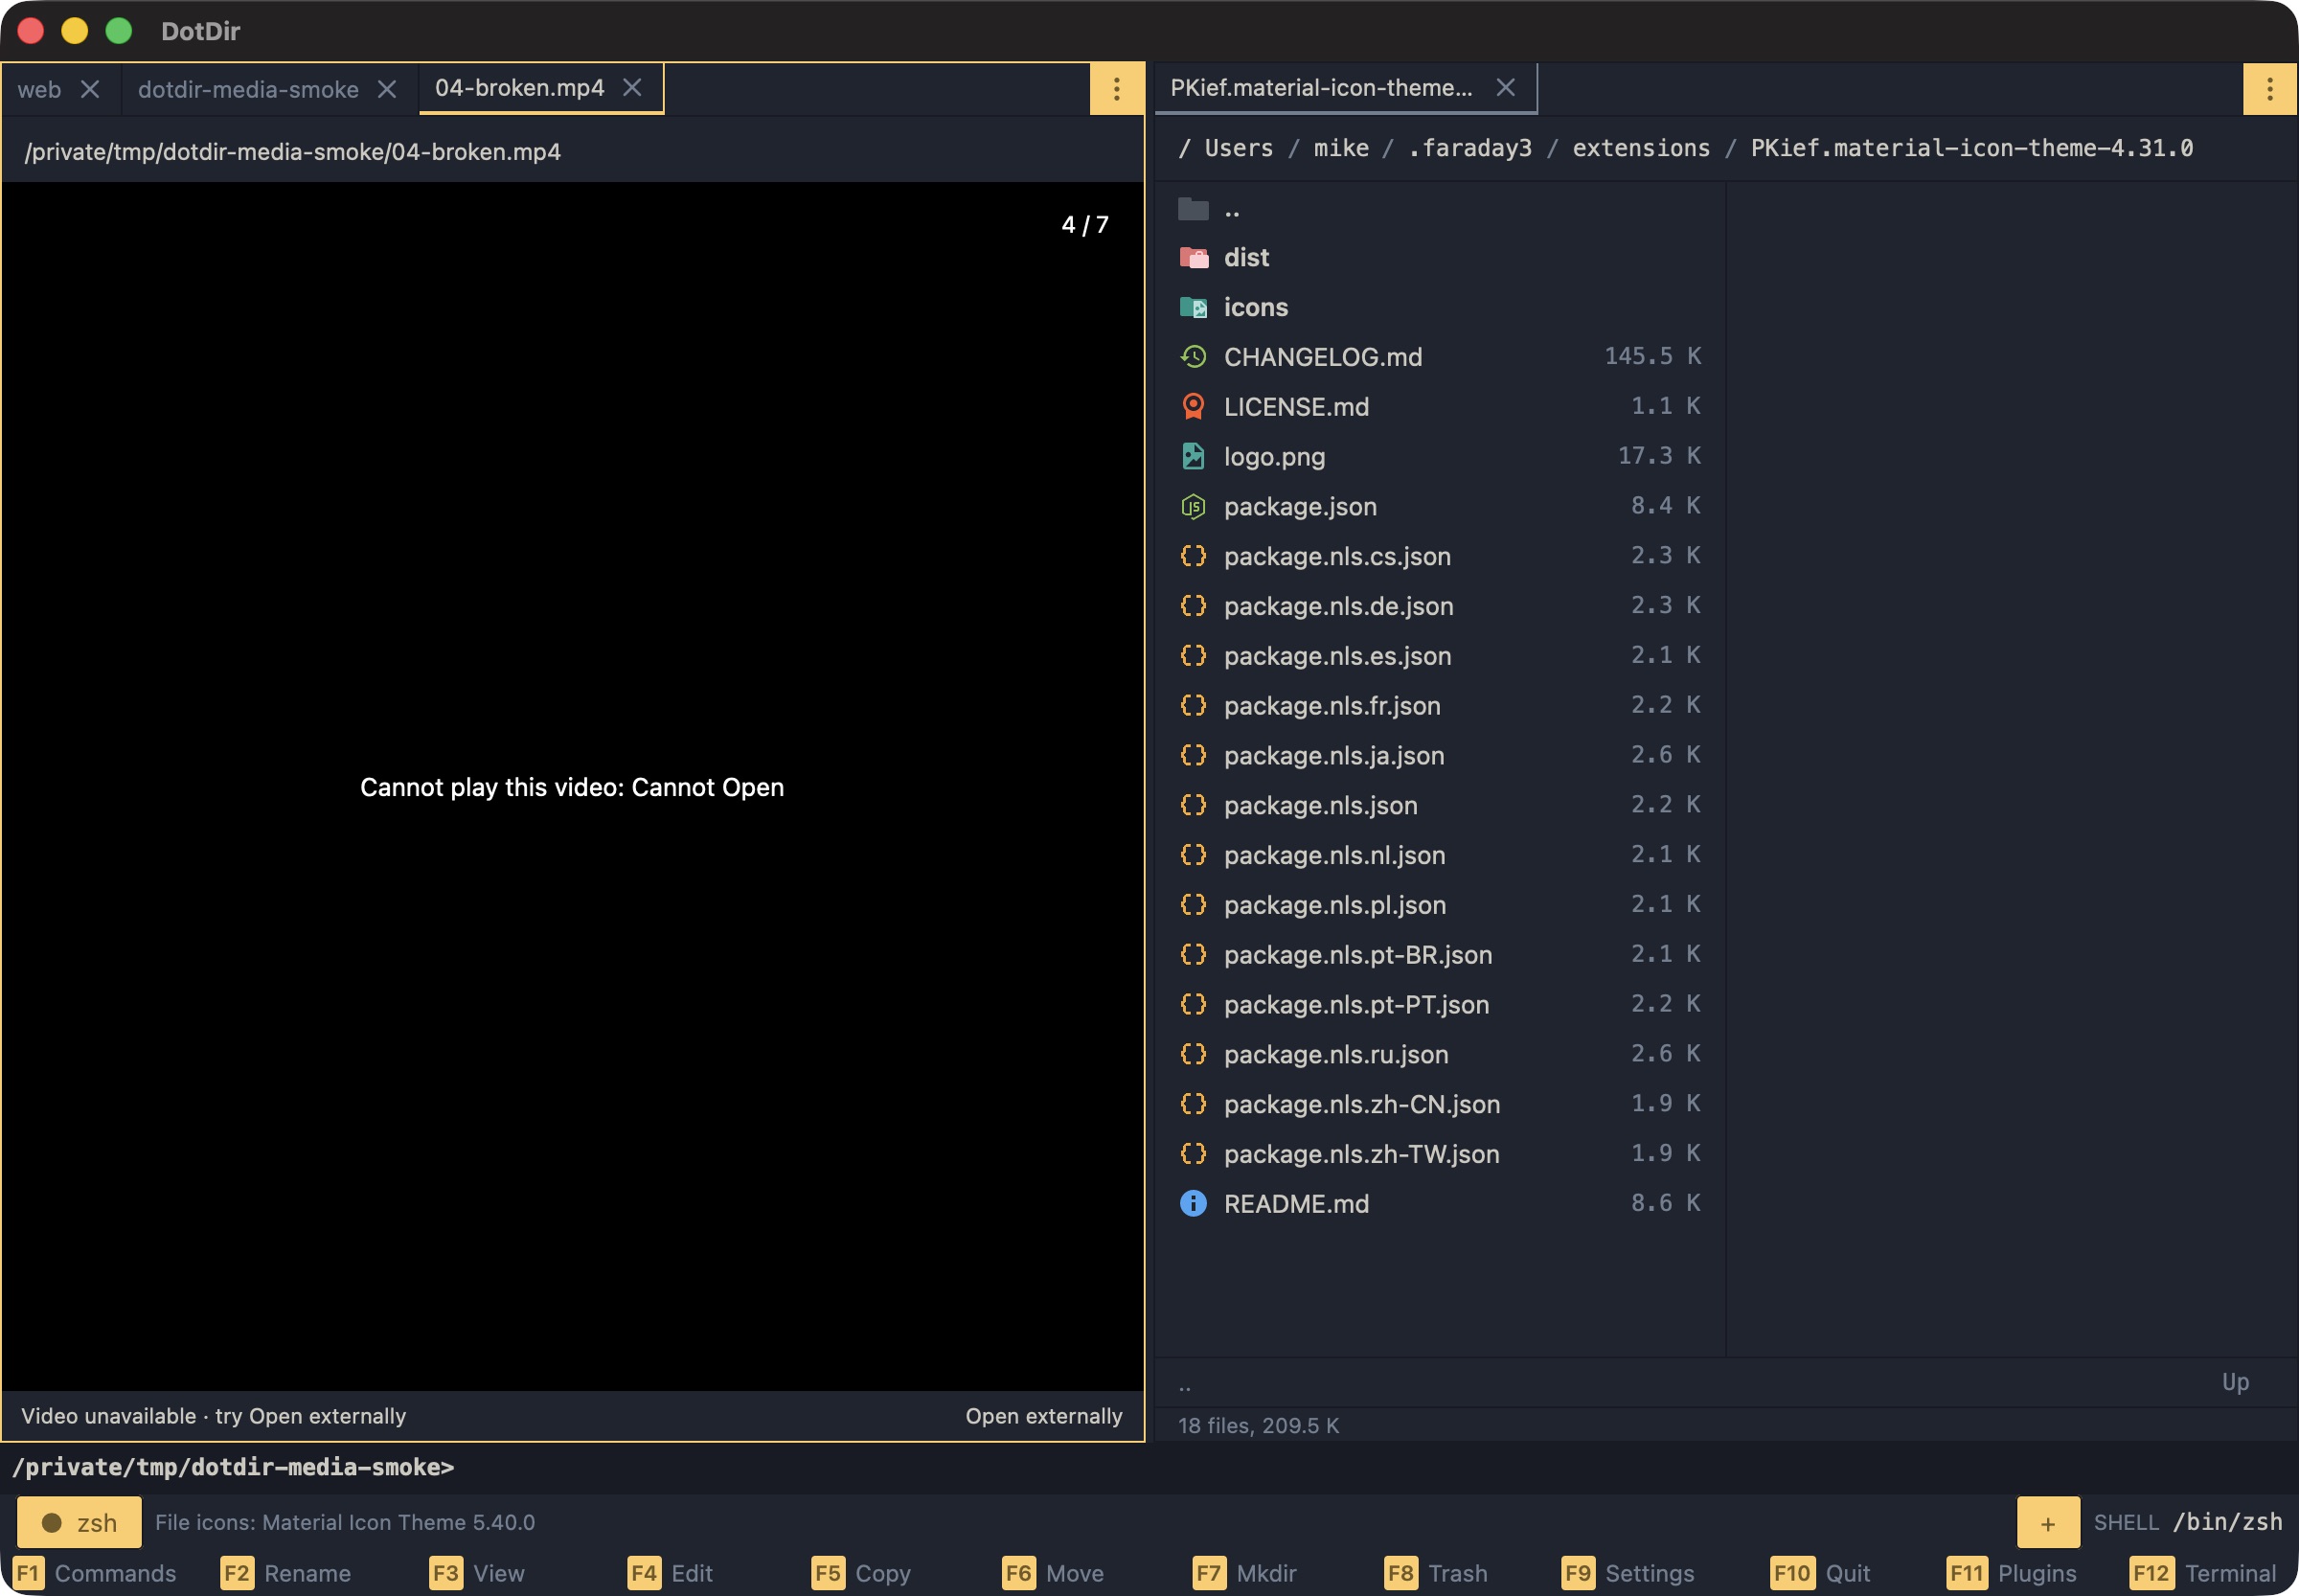 DotDir
web
dotdir-media-smoke
04-broken.mp4
/private/tmp/dotdir-media-smoke/04-broken.mp4
4 / 7
Cannot play this video: Cannot Open
Video unavailable · try Open externally
Open externally
PKief.material-icon-theme...
/ Users / mike / .faraday3 / extensions / PKief.material-icon-theme-4.31.0
..
dist
icons
CHANGELOG.md 145.5 K
LICENSE.md 1.1 K
logo.png 17.3 K
package.json 8.4 K
package.nls.cs.json 2.3 K
package.nls.de.json 2.3 K
package.nls.es.json 2.1 K
package.nls.fr.json 2.2 K
package.nls.ja.json 2.6 K
package.nls.json 2.2 K
package.nls.nl.json 2.1 K
package.nls.pl.json 2.1 K
package.nls.pt-BR.json 2.1 K
package.nls.pt-PT.json 2.2 K
package.nls.ru.json 2.6 K
package.nls.zh-CN.json 1.9 K
package.nls.zh-TW.json 1.9 K
README.md 8.6 K
.. Up
18 files, 209.5 K
/private/tmp/dotdir-media-smoke>
zsh File icons: Material Icon Theme 5.40.0 + SHELL /bin/zsh
F1 Commands F2 Rename F3 View F4 Edit F5 Copy F6 Move F7 Mkdir F8 Trash F9 Settings F10 Quit F11 Plugins F12 Terminal